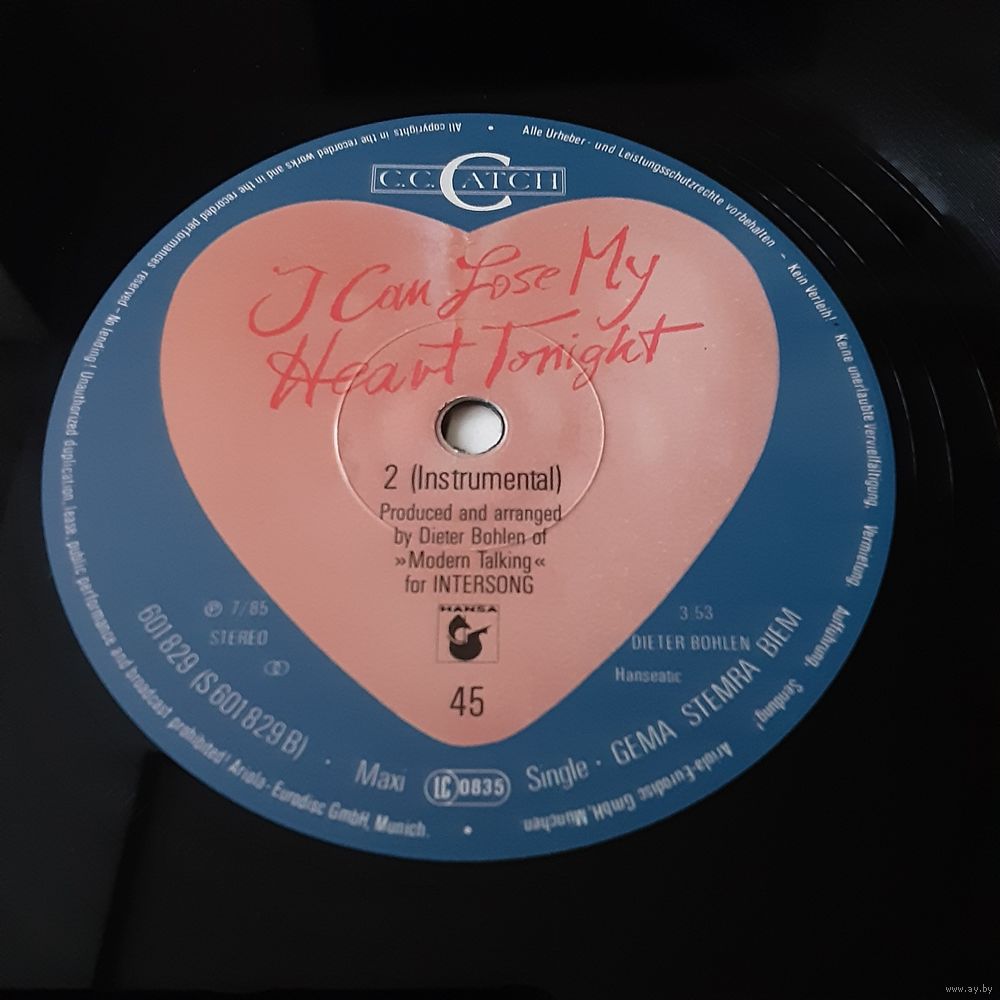 All copyrights in the recorded works and in the recorded performances reserved - No lending! Unauthorized duplication, lease, public performance and broadcast prohibited! Ariola-Eurodisc GmbH, Munich.
Alle Urheber- und Leistungsschutzrechte vorbehalten - Kein Verleih! Keine unerlaubte Vervielfältigung, Vermietung, Aufführung, Sendung! Ariola-Eurodisc GmbH, München
C.C. CATCH
I Can Lose My
Heart Tonight
2 (Instrumental)
Produced and arranged
by Dieter Bohlen of
»Modern Talking«
for INTERSONG
HANSA
45
℗ 7/85
STEREO
3:53
DIETER BOHLEN
Hanseatic
601 829 (S 601 829 B) · Maxi LC 0835 Single · GEMA STEMRA BIEM
www.ay.by